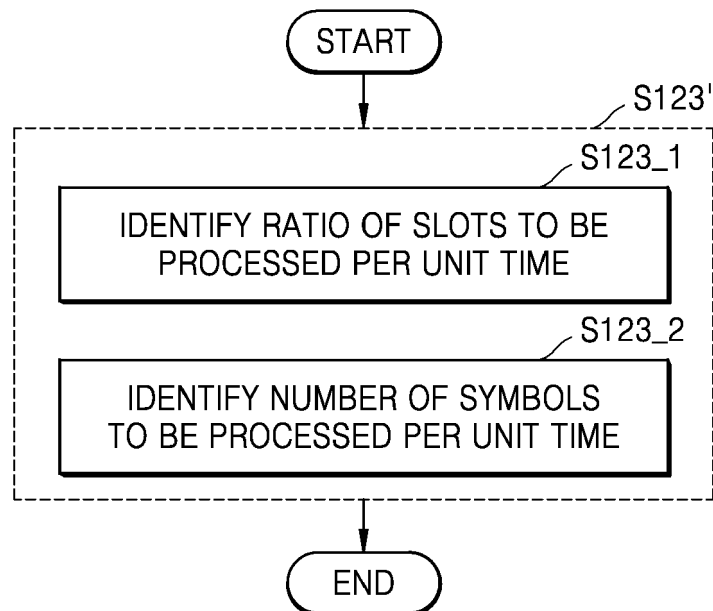 START
S123'
S123_1
IDENTIFY RATIO OF SLOTS TO BE
PROCESSED PER UNIT TIME
S123_2
IDENTIFY NUMBER OF SYMBOLS
TO BE PROCESSED PER UNIT TIME
END